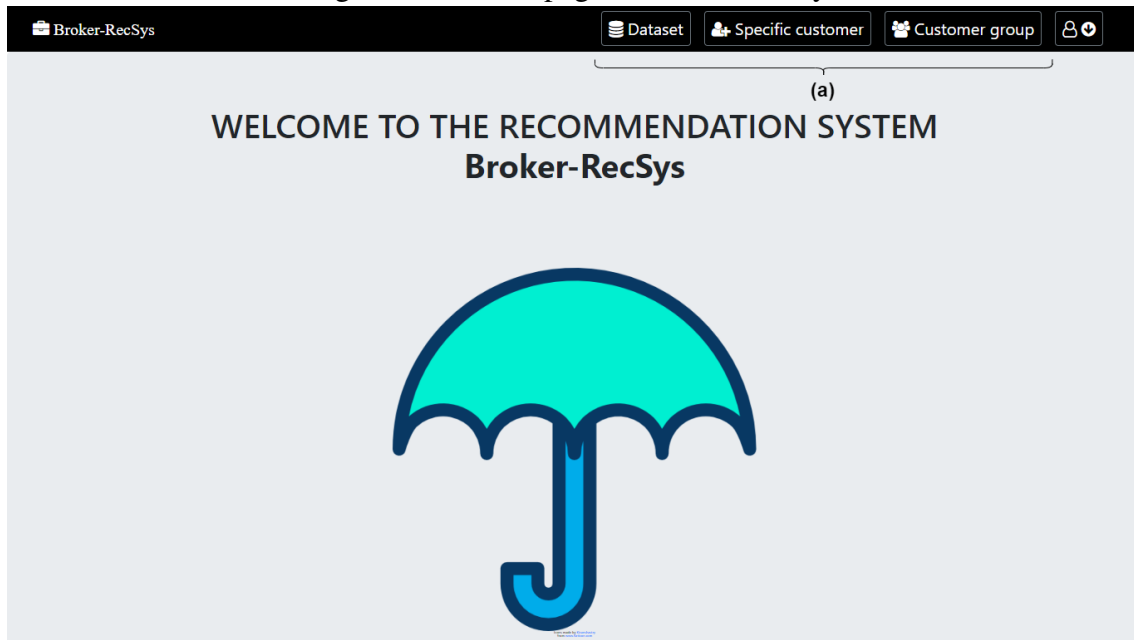 Broker-RecSys
Dataset
Specific customer
Customer group
(a)
WELCOME TO THE RECOMMENDATION SYSTEM
Broker-RecSys